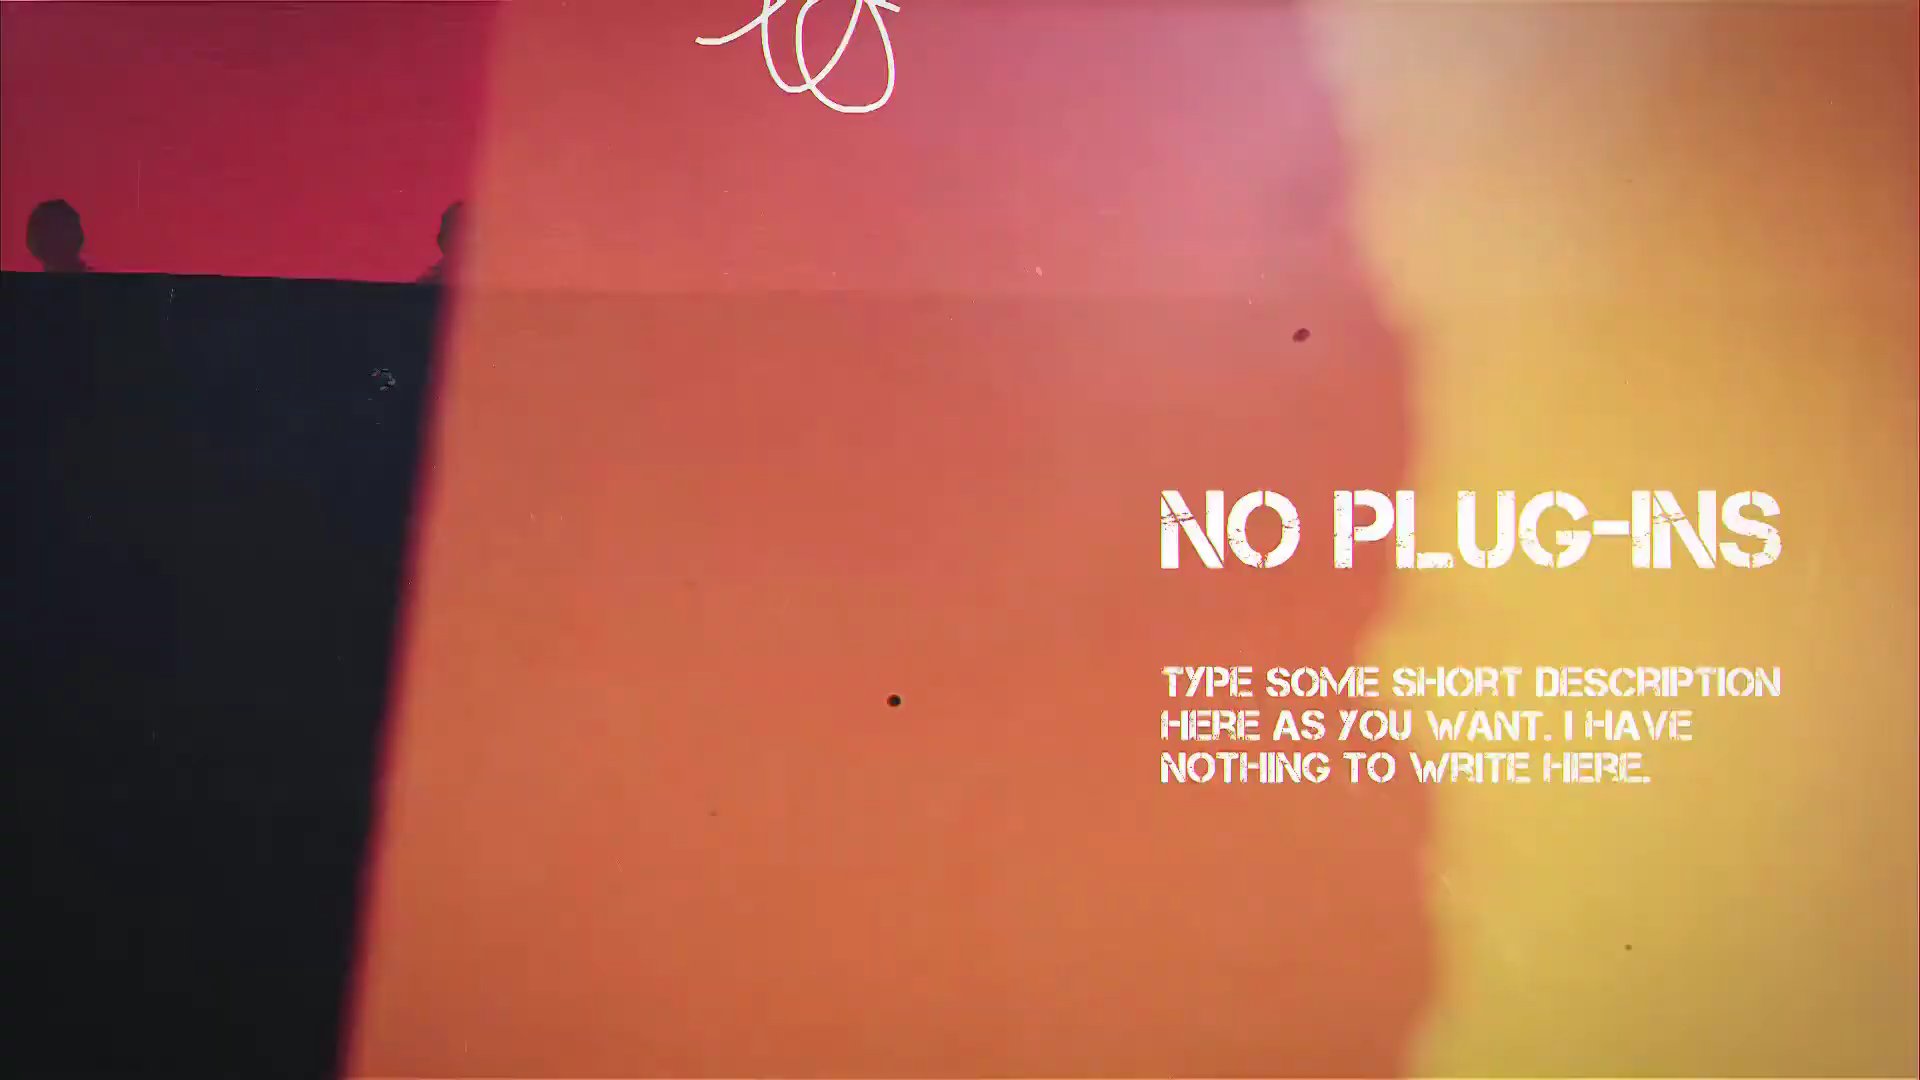 NO PLUG-INS
TYPE SOME SHORT DESCRIPTION
HERE AS YOU WANT. I HAVE
NOTHING TO WRITE HERE.